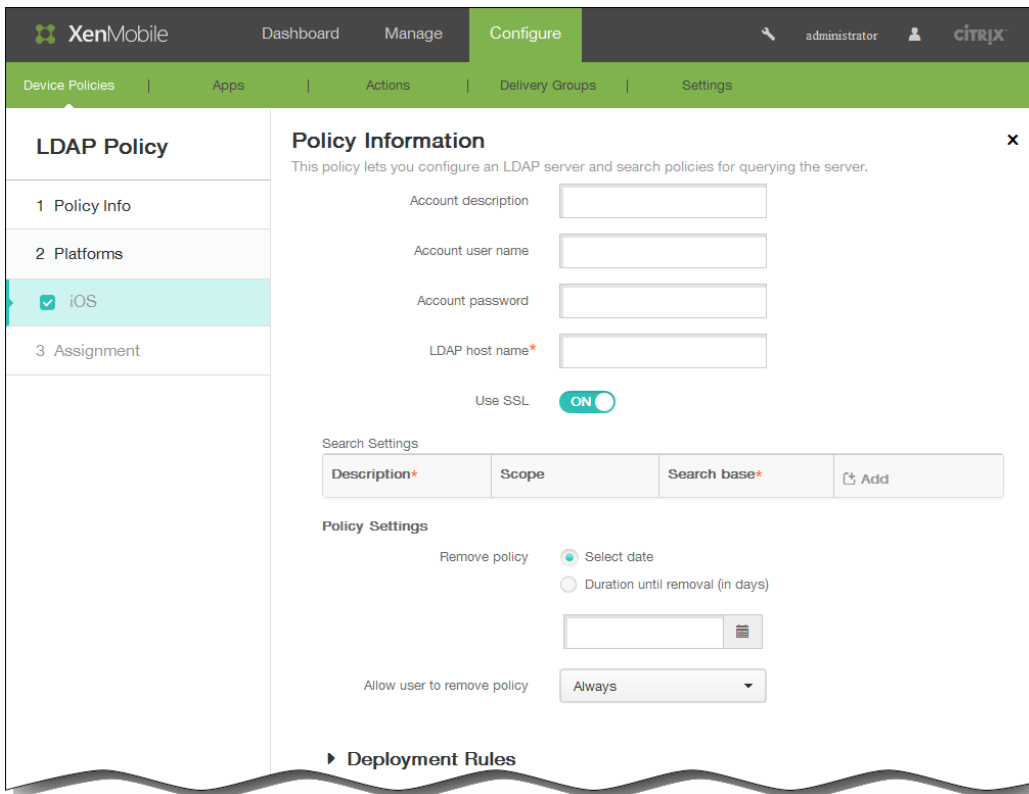 XenMobile Dashboard Manage Configure administrator CİTRIX
Device Policies | Apps | Actions | Delivery Groups | Settings
LDAP Policy
1 Policy Info
2 Platforms
iOS
3 Assignment
Policy Information
This policy lets you configure an LDAP server and search policies for querying the server.
Account description
Account user name
Account password
LDAP host name*
Use SSL ON
Search Settings
Description* Scope Search base* Add
Policy Settings
Remove policy Select date
Duration until removal (in days)
Allow user to remove policy Always
Deployment Rules